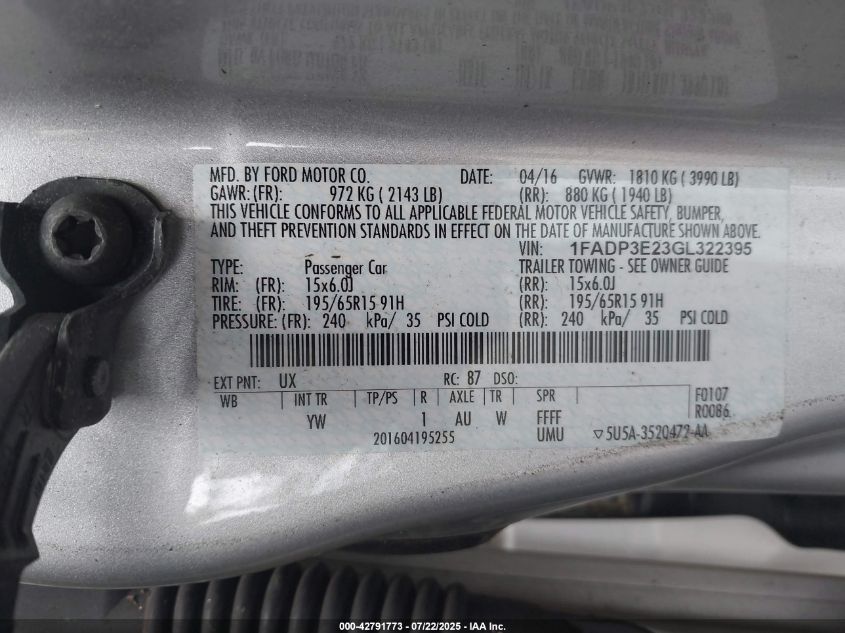 MFD. BY FORD MOTOR CO. DATE: 04/16 GVWR: 1810 KG ( 3990 LB)
GAWR: (FR): 972 KG ( 2143 LB) (RR): 880 KG ( 1940 LB)
THIS VEHICLE CONFORMS TO ALL APPLICABLE FEDERAL MOTOR VEHICLE SAFETY, BUMPER,
AND THEFT PREVENTION STANDARDS IN EFFECT ON THE DATE OF MANUFACTURE SHOWN ABOVE.
VIN: 1FADP3E23GL322395
TYPE: Passenger Car TRAILER TOWING - SEE OWNER GUIDE
RIM: (FR): 15x6.0J (RR): 15x6.0J
TIRE: (FR): 195/65R15 91H (RR): 195/65R15 91H
PRESSURE: (FR): 240 kPa/ 35 PSI COLD (RR): 240 kPa/ 35 PSI COLD
EXT PNT: UX RC: 87 DSO:
WB INT TR TP/PS R AXLE TR SPR F0107
YW 1 AU W FFFF R0086
201604195255 UMU ▽5U5A-3520472-AA
000-42791773 - 07/22/2025 - IAA Inc.